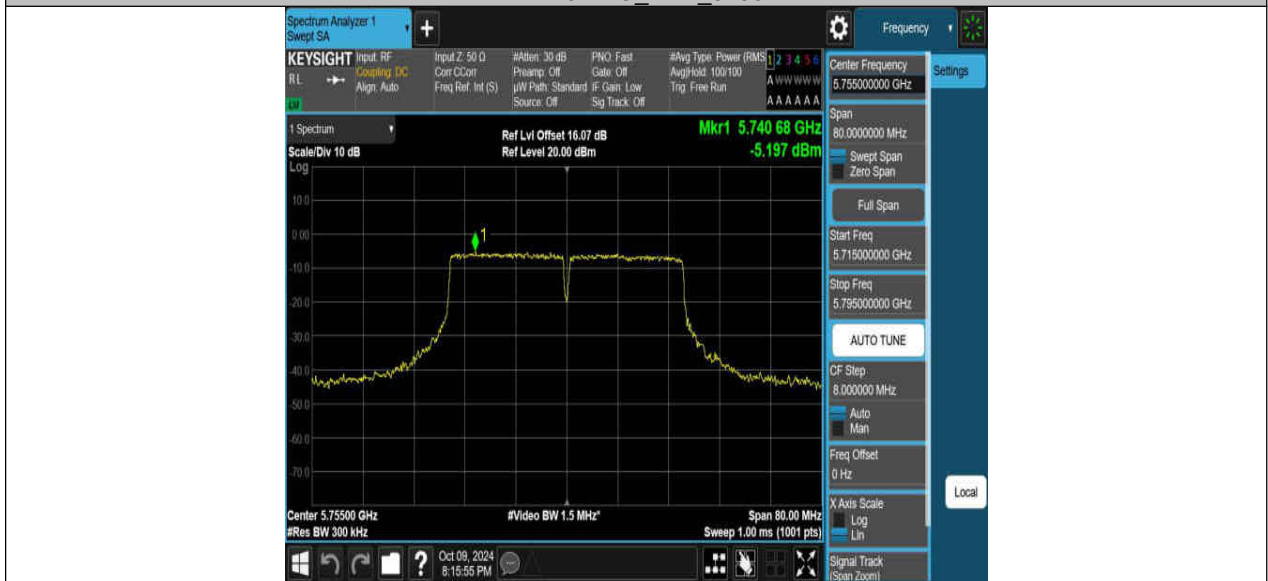 Spectrum Analyzer 1
Swept SA
+
Frequency
KEYSIGHT
RL
LM
Input: RF
Coupling: DC
Align: Auto
Input Z: 50 Ω
Corr CCorr
Freq Ref: Int (S)
#Atten: 30 dB
Preamp: Off
µW Path: Standard
Source: Off
PNO: Fast
Gate: Off
IF Gain: Low
Sig Track: Off
#Avg Type: Power (RMS
Avg|Hold: 100/100
Trig: Free Run
1 2 3 4 5 6
A W W W W W
A A A A A A
Center Frequency
5.755000000 GHz
Settings
1 Spectrum
Scale/Div 10 dB
Log
Ref Lvl Offset 16.07 dB
Ref Level 20.00 dBm
Mkr1 5.740 68 GHz
-5.197 dBm
10.0
0.00
-10.0
-20.0
-30.0
-40.0
-50.0
-60.0
-70.0
1
Center 5.75500 GHz
#Res BW 300 kHz
#Video BW 1.5 MHz*
Span 80.00 MHz
Sweep 1.00 ms (1001 pts)
Span
80.0000000 MHz
Swept Span
Zero Span
Full Span
Start Freq
5.715000000 GHz
Stop Freq
5.795000000 GHz
AUTO TUNE
CF Step
8.000000 MHz
Auto
Man
Freq Offset
0 Hz
X Axis Scale
Log
Lin
Signal Track
(Span Zoom)
Local
?
Oct 09, 2024
8:15:55 PM